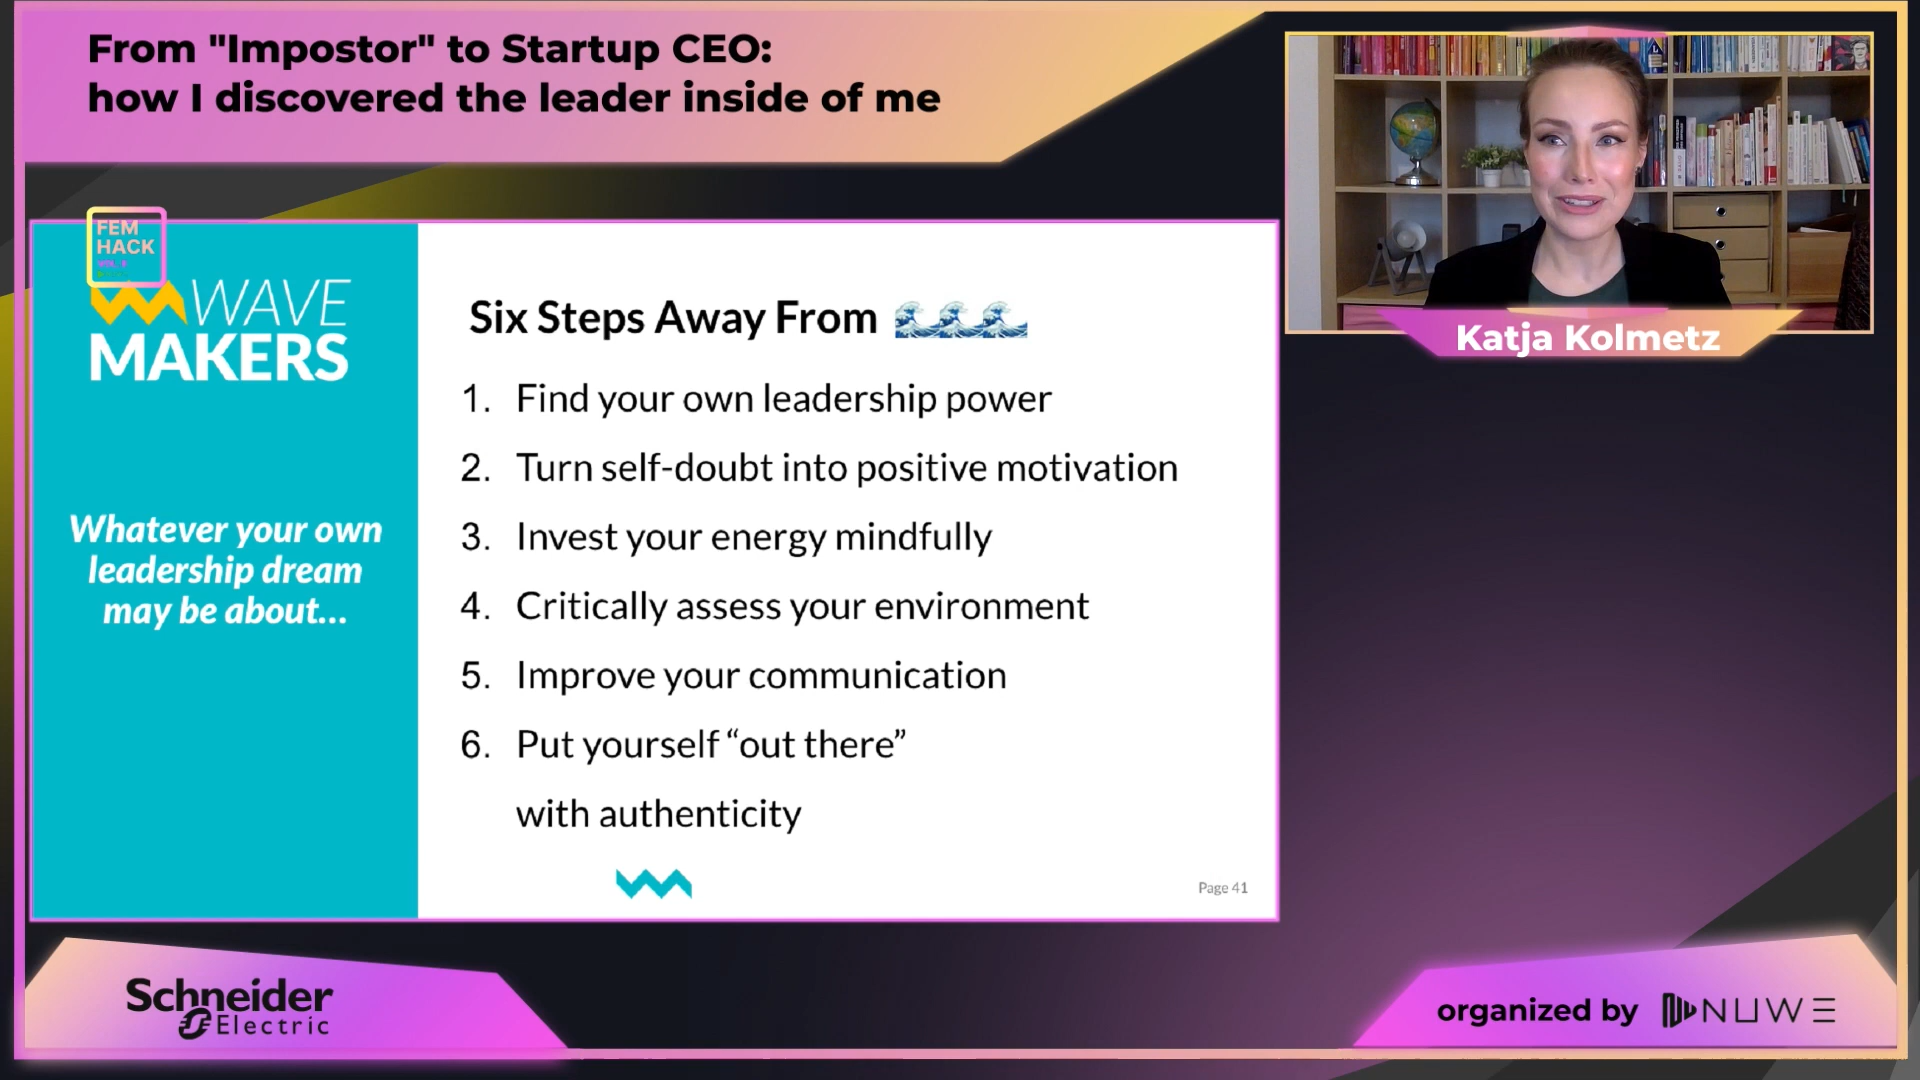 From "Impostor" to Startup CEO:
how I discovered the leader inside of me
Katja Kolmetz
FEM
HACK
WAVE
MAKERS
Whatever your own
leadership dream
may be about...
Six Steps Away From
1. Find your own leadership power
2. Turn self-doubt into positive motivation
3. Invest your energy mindfully
4. Critically assess your environment
5. Improve your communication
6. Put yourself “out there”
with authenticity
Page 41
Schneider
Electric
organized by NUWE